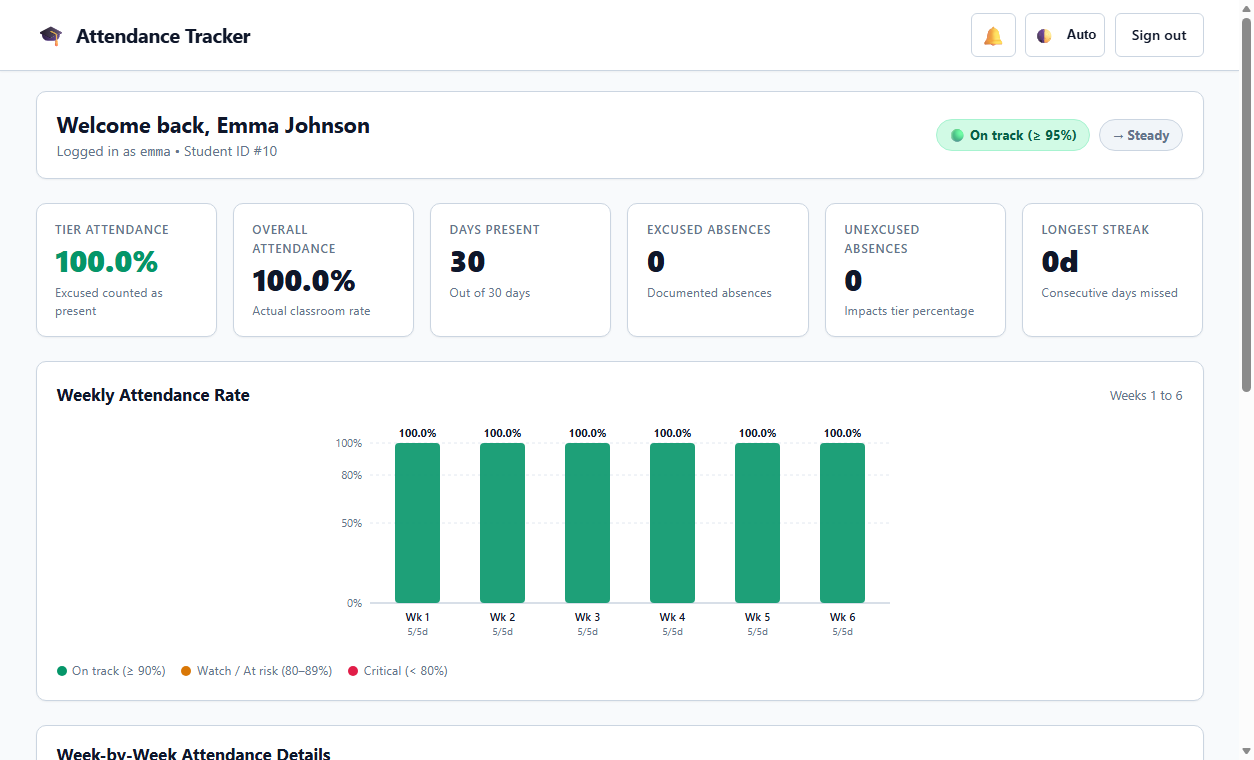 Attendance Tracker
Auto
Sign out
Welcome back, Emma Johnson
Logged in as emma • Student ID #10
On track (≥ 95%)
→ Steady
TIER ATTENDANCE
100.0%
Excused counted as
present
OVERALL
ATTENDANCE
100.0%
Actual classroom rate
DAYS PRESENT
30
Out of 30 days
EXCUSED ABSENCES
0
Documented absences
UNEXCUSED
ABSENCES
0
Impacts tier percentage
LONGEST STREAK
0d
Consecutive days missed
Weekly Attendance Rate
Weeks 1 to 6
100.0% 100.0% 100.0% 100.0% 100.0% 100.0%
100%
80%
50%
0%
Wk 1 Wk 2 Wk 3 Wk 4 Wk 5 Wk 6
5/5d 5/5d 5/5d 5/5d 5/5d 5/5d
On track (≥ 90%) Watch / At risk (80–89%) Critical (< 80%)
Week-by-Week Attendance Details